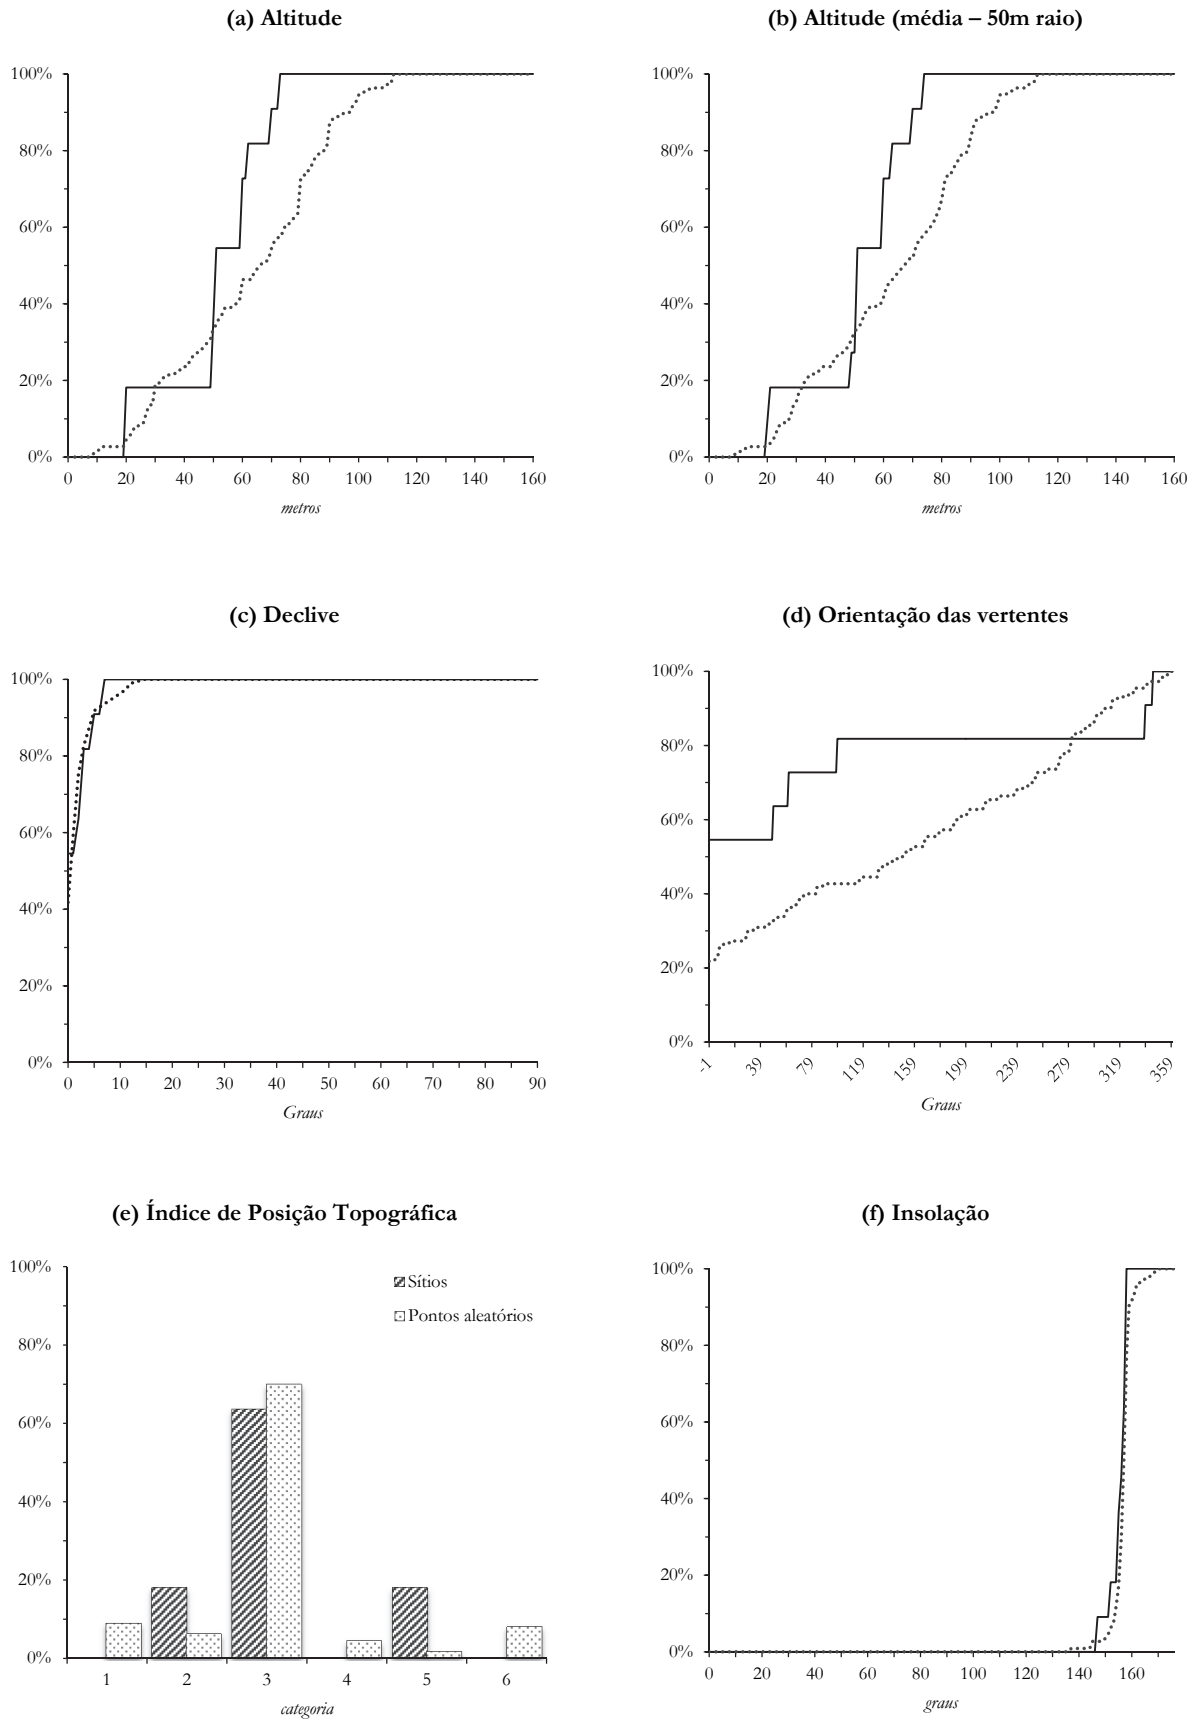 (a) Altitude
(b) Altitude (média – 50m raio)
100%
80%
60%
40%
20%
0%
0 20 40 60 80 100 120 140 160
metros
100%
80%
60%
40%
20%
0%
0 20 40 60 80 100 120 140 160
metros
(c) Declive
(d) Orientação das vertentes
100%
80%
60%
40%
20%
0%
0 10 20 30 40 50 60 70 80 90
Graus
100%
80%
60%
40%
20%
0%
-1 39 79 119 159 199 239 279 319 359
Graus
(e) Índice de Posição Topográfica
(f) Insolação
100%
80%
60%
40%
20%
0%
Sítios
Pontos aleatórios
1 2 3 4 5 6
categoria
100%
80%
60%
40%
20%
0%
0 20 40 60 80 100 120 140 160
graus